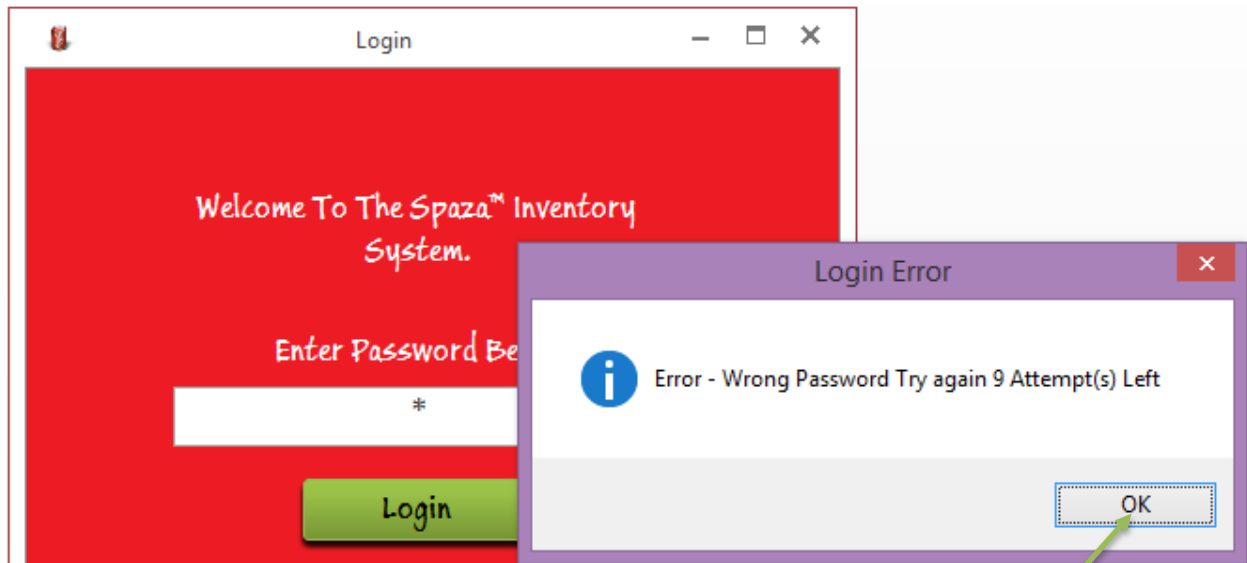 Login
Welcome To The Spaza™ Inventory
System.
Enter Password Be
*
Login
Login Error
Error - Wrong Password Try again 9 Attempt(s) Left
OK